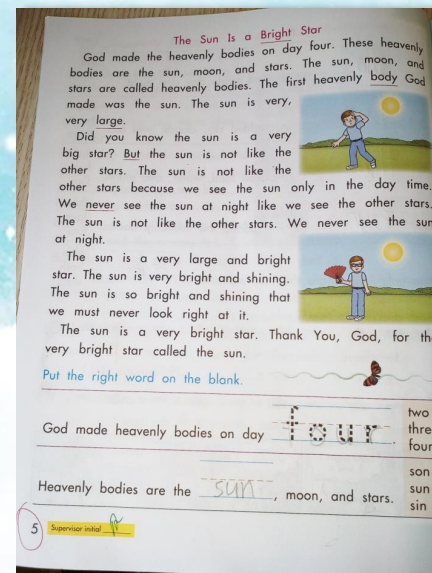 The Sun Is a Bright Star
God made the heavenly bodies on day four. These heavenly
bodies are the sun, moon, and stars. The sun, moon, and
stars are called heavenly bodies. The first heavenly body God
made was the sun. The sun is very,
very large.
Did you know the sun is a very
big star? But the sun is not like the
other stars. The sun is not like the
other stars because we see the sun only in the day time.
We never see the sun at night like we see the other stars.
The sun is not like the other stars. We never see the sun
at night.
The sun is a very large and bright
star. The sun is very bright and shining.
The sun is so bright and shining that
we must never look right at it.
The sun is a very bright star. Thank You, God, for th
very bright star called the sun.
Put the right word on the blank.
God made heavenly bodies on day four.
two
thre
four
Heavenly bodies are the sun, moon, and stars.
son
sun
sin
5 Supervisor initial